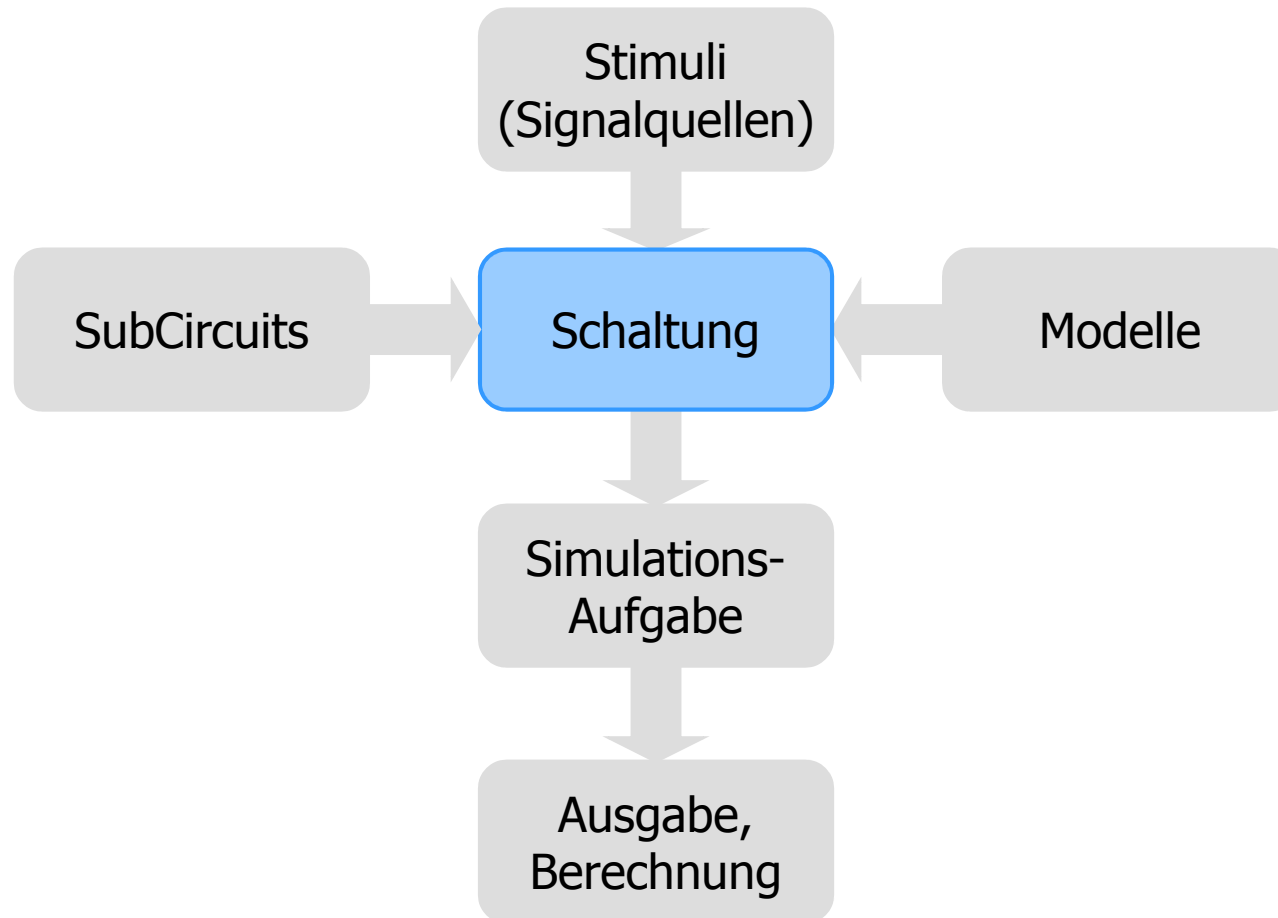 Stimuli
(Signalquellen)
SubCircuits
Schaltung
Modelle
Simulations-
Aufgabe
Ausgabe,
Berechnung